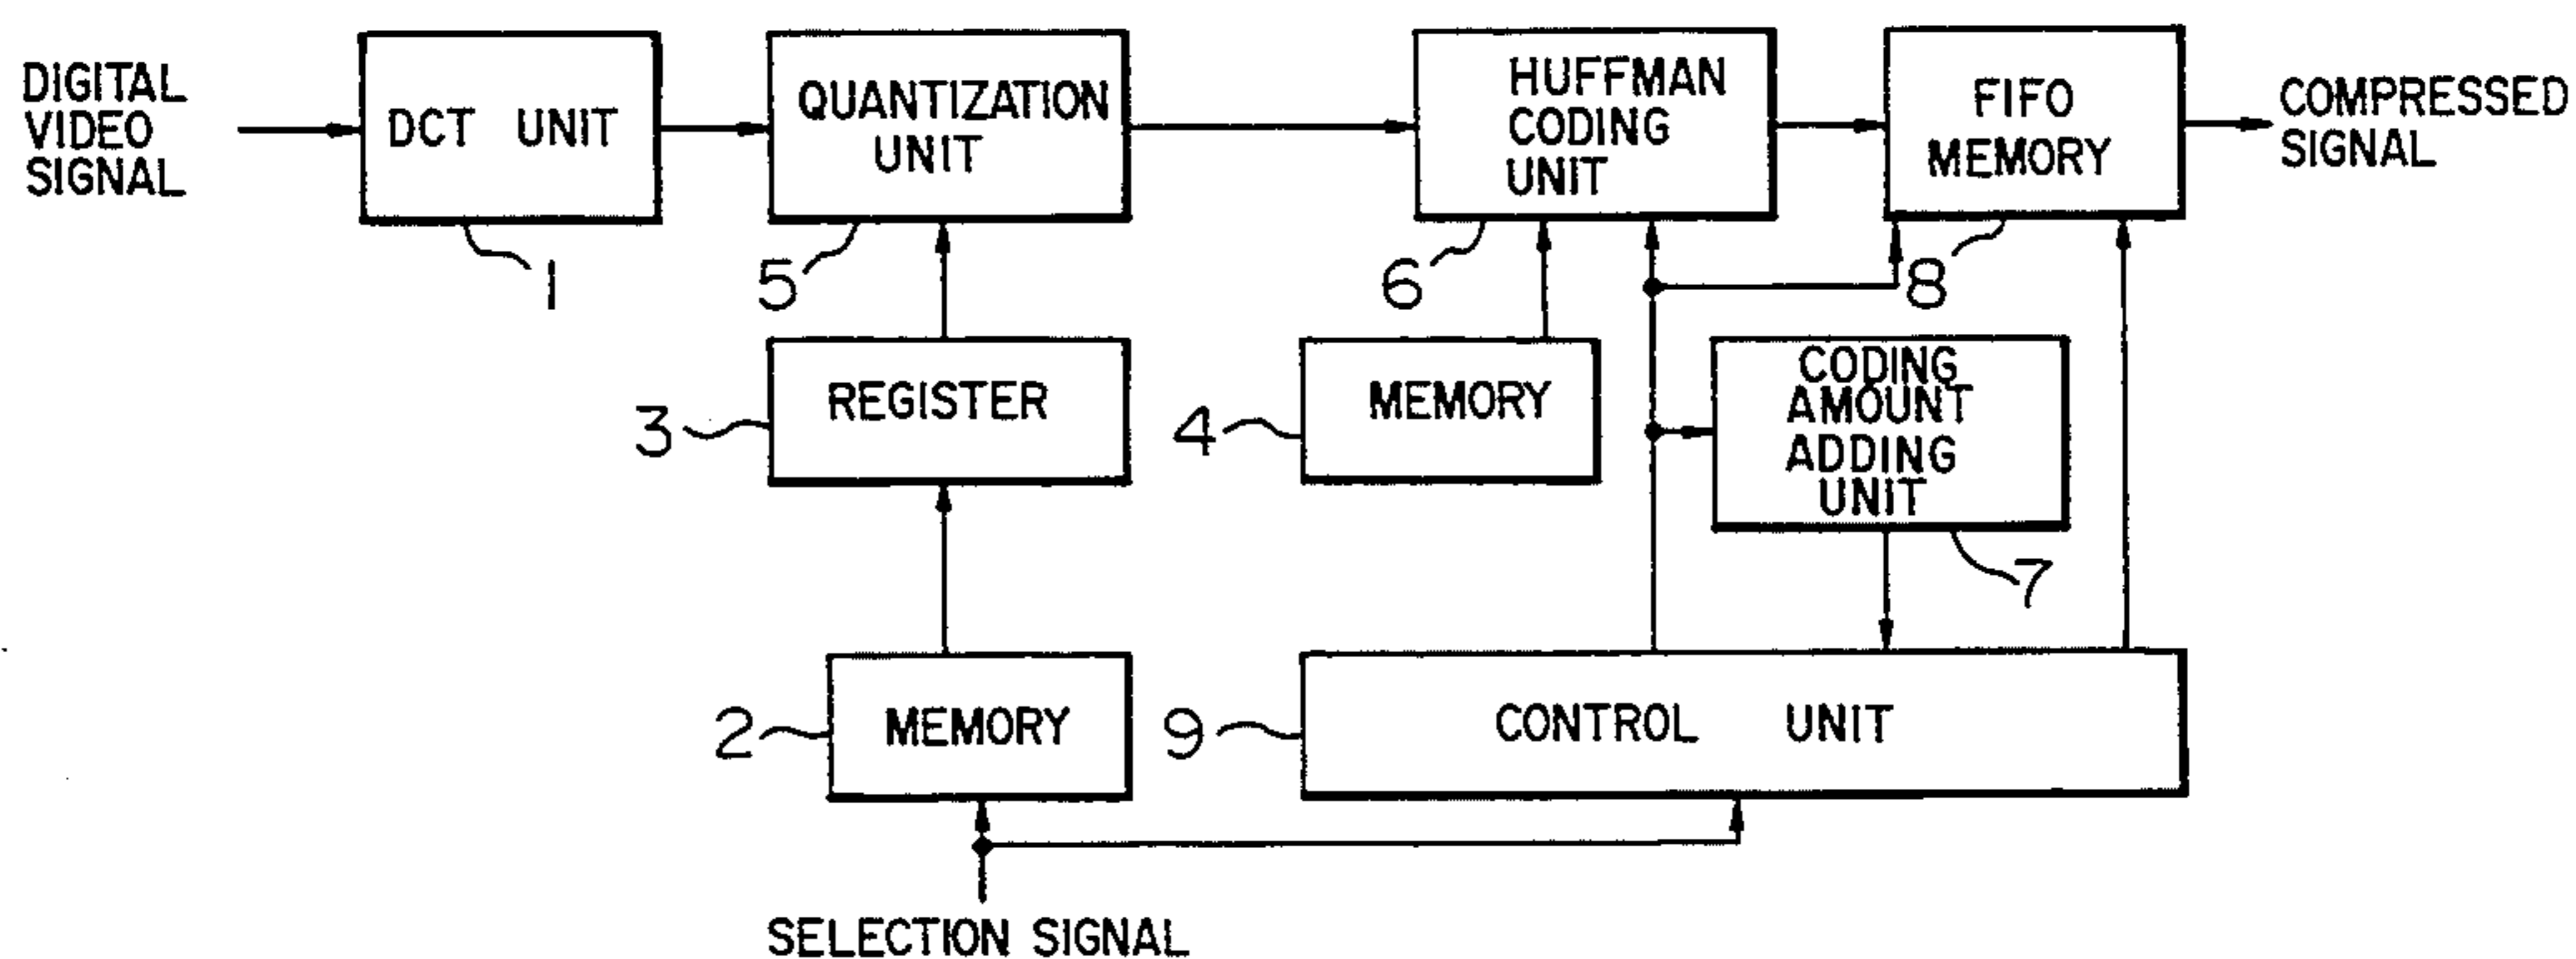 DIGITAL
VIDEO
SIGNAL
DCT UNIT
QUANTIZATION
UNIT
HUFFMAN
CODING
UNIT
FIFO
MEMORY
COMPRESSED
SIGNAL
1
5
6
8
REGISTER
3
MEMORY
4
CODING
AMOUNT
ADDING
UNIT
7
MEMORY
2
CONTROL UNIT
9
SELECTION SIGNAL